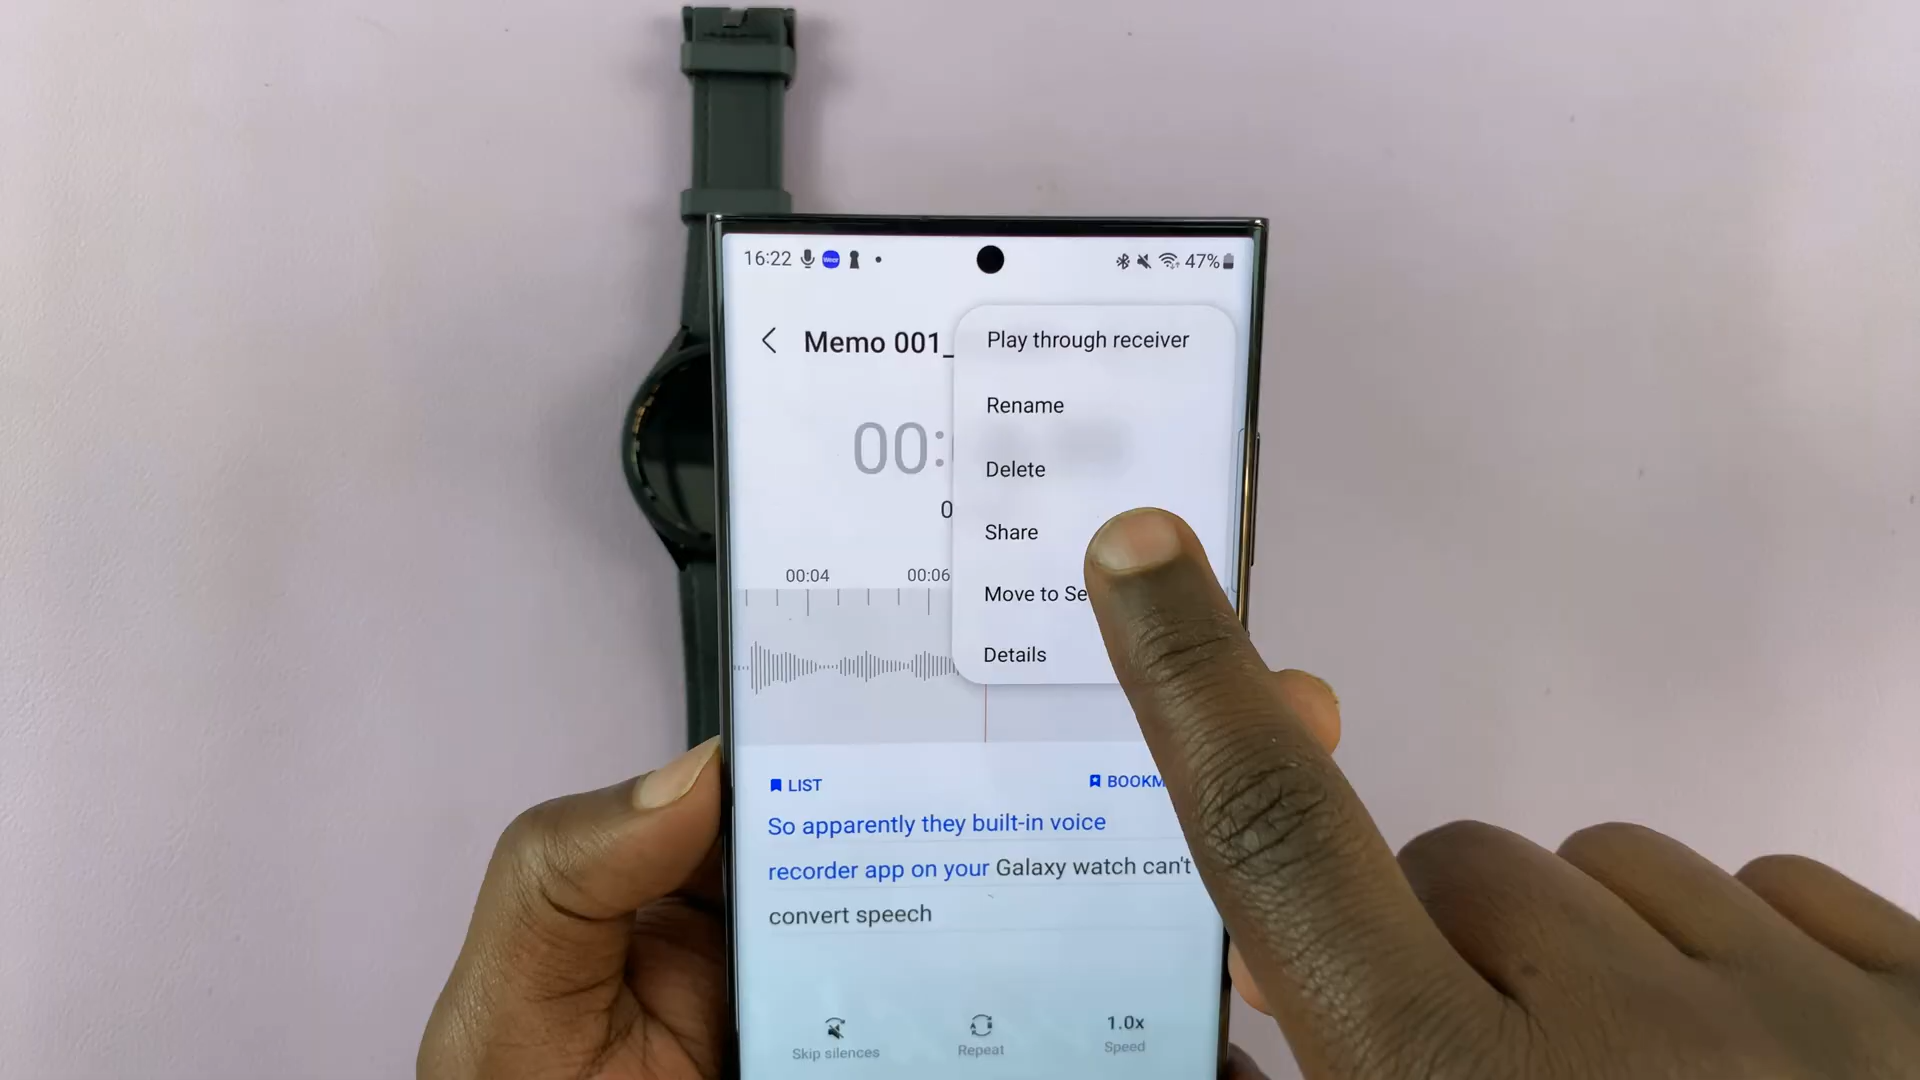 16:22
47%
Memo 001_
Play through receiver
Rename
00:
Delete
0
Share
00:04
00:06
Move to Se
Details
LIST
BOOKM
So apparently they built-in voice
recorder app on your Galaxy watch can't
convert speech
1.0x
Skip silences
Repeat
Speed